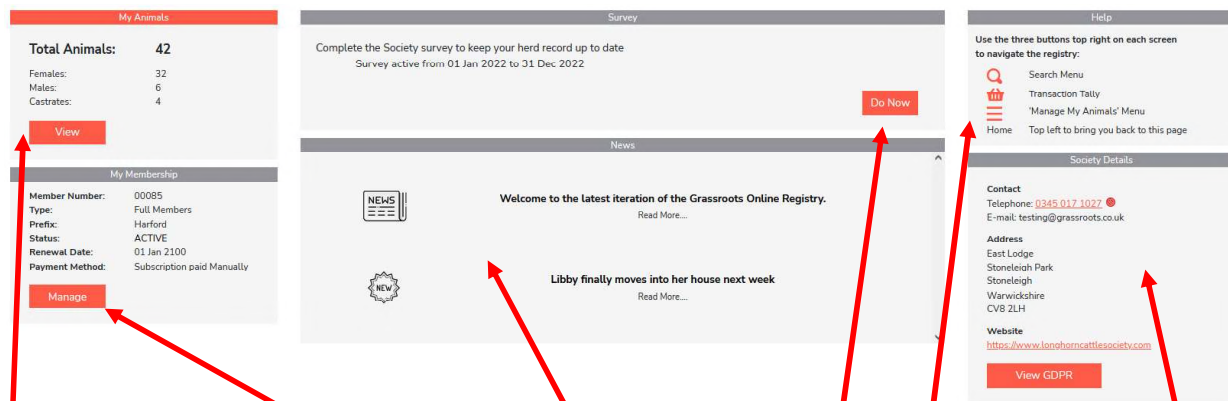 My Animals
Total Animals: 42
Females: 32
Males: 6
Castrates: 4
View
My Membership
Member Number: 00085
Type: Full Members
Prefix: Harford
Status: ACTIVE
Renewal Date: 01 Jan 2100
Payment Method: Subscription paid Manually
Manage
Survey
Complete the Society survey to keep your herd record up to date
Survey active from 01 Jan 2022 to 31 Dec 2022
Do Now
News
NEWS
Welcome to the latest iteration of the Grassroots Online Registry.
Read More....
NEW
Libby finally moves into her house next week
Read More....
Help
Use the three buttons top right on each screen
to navigate the registry:
Search Menu
Transaction Tally
'Manage My Animals' Menu
Home Top left to bring you back to this page
Society Details
Contact
Telephone: 0345 017 1027
E-mail: testing@grassroots.co.uk
Address
East Lodge
Stoneleigh Park
Stoneleigh
Warwickshire
CV8 2LH
Website
https://www.longhorncattlesociety.com
View GDPR